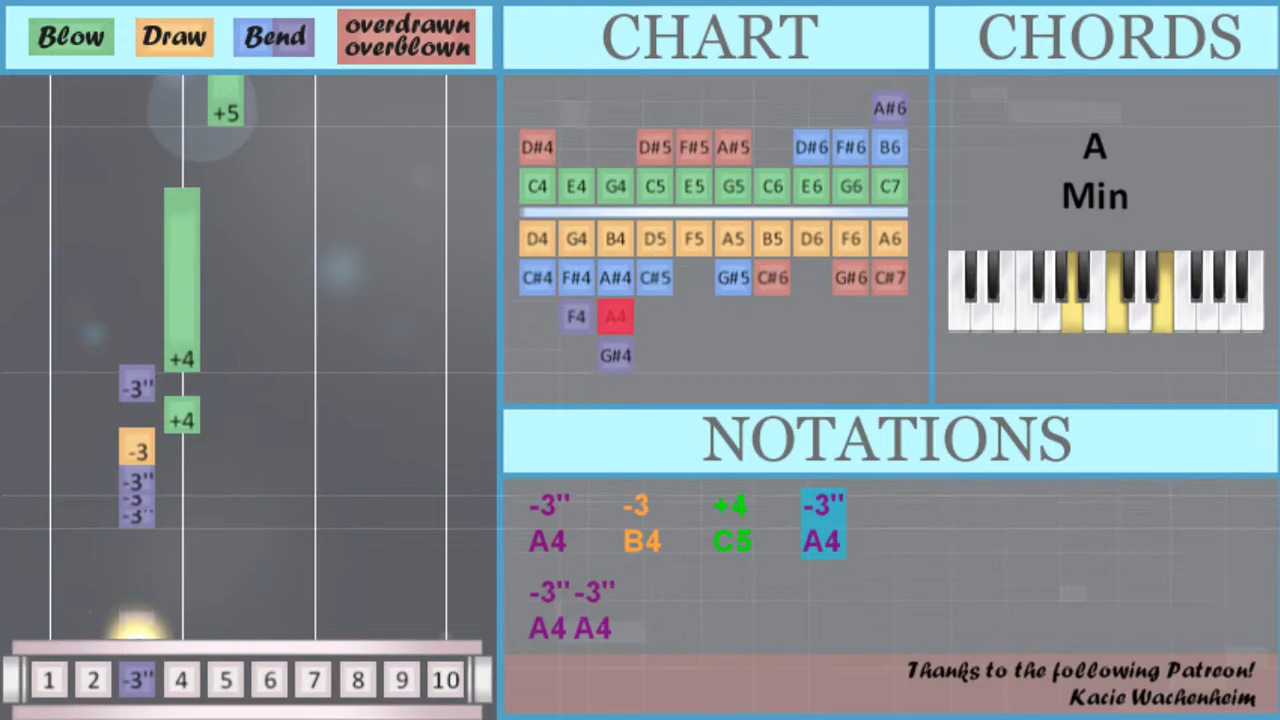 Blow Draw Bend overdrawn
overblown
CHART
CHORDS
+5
+4
-3"
+4
-3
-3"
-3"
-3"
1 2 -3" 4 5 6 7 8 9 10
A#6
D#4 D#5 F#5 A#5 D#6 F#6 B6
C4 E4 G4 C5 E5 G5 C6 E6 G6 C7
D4 G4 B4 D5 F5 A5 B5 D6 F6 A6
C#4 F#4 A#4 C#5 G#5 C#6 G#6 C#7
F4 A4
G#4
A
Min
NOTATIONS
-3" -3 +4 -3"
A4 B4 C5 A4
-3" -3"
A4 A4
Thanks to the following Patreon!
Kacie Wachenheim